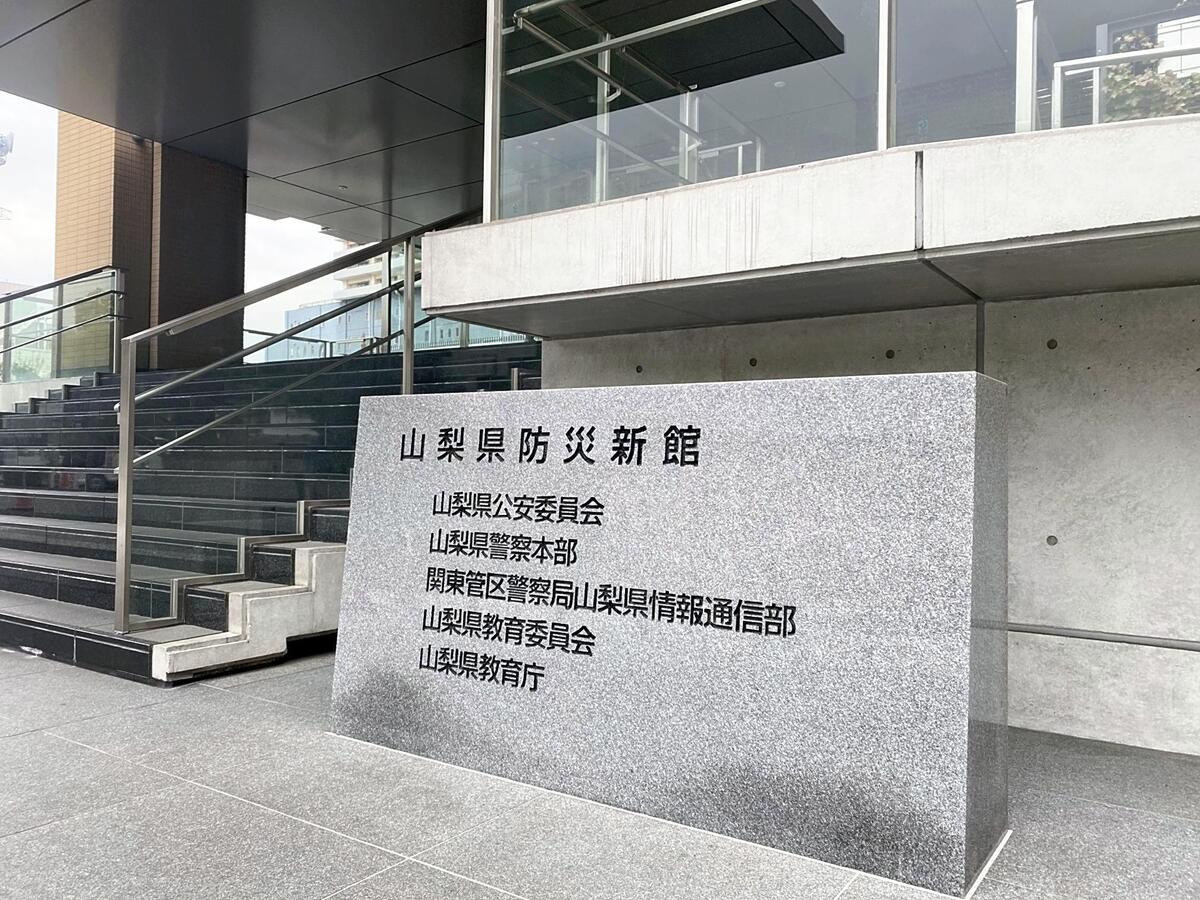 山梨県防災新館
山梨県公安委員会
山梨県警察本部
関東管区警察局山梨県情報通信部
山梨県教育委員会
山梨県教育庁